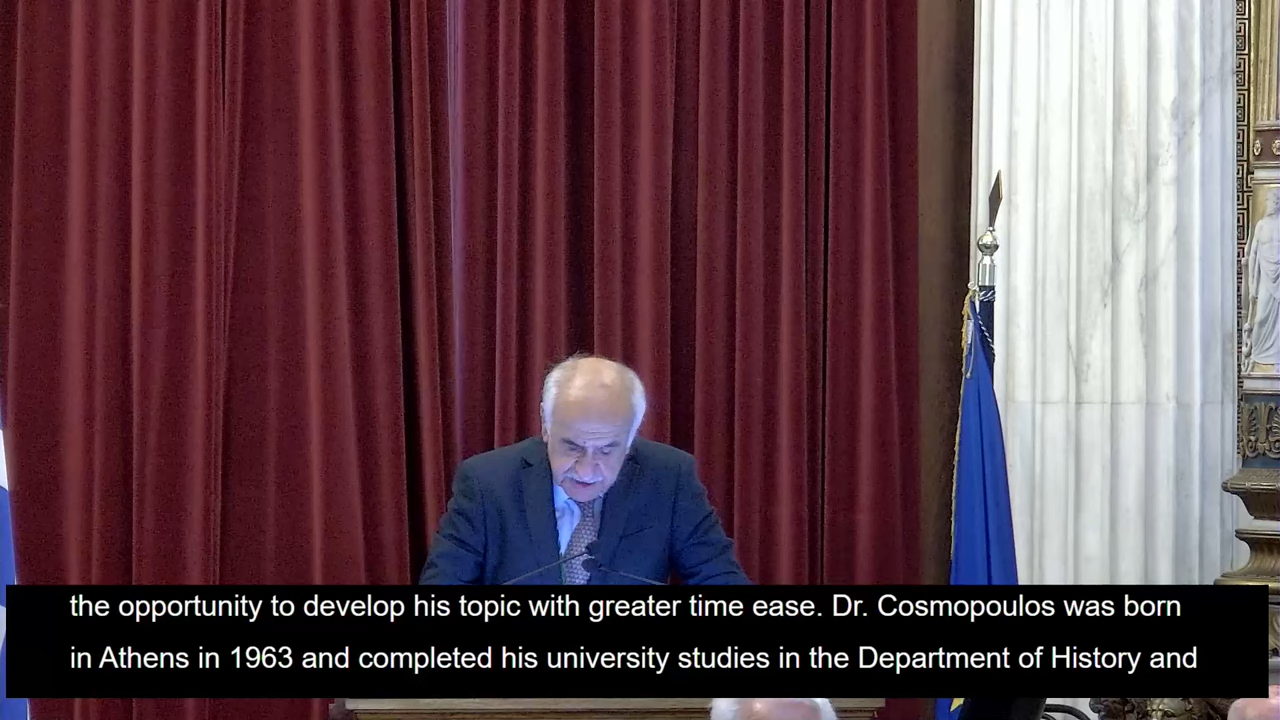 the opportunity to develop his topic with greater time ease. Dr. Cosmopoulos was born
in Athens in 1963 and completed his university studies in the Department of History and